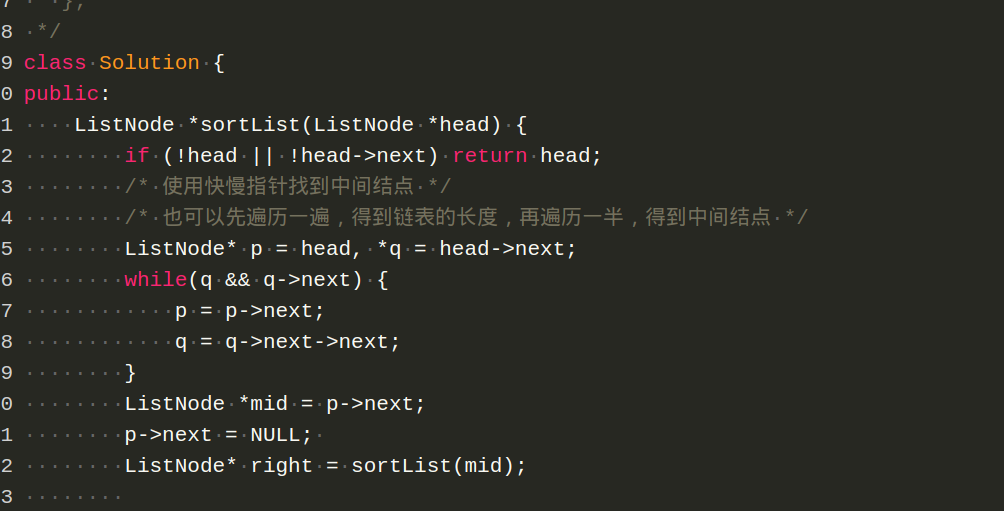 7  };
8  */
9 class Solution {
0 public:
1     ListNode *sortList(ListNode *head) {
2         if (!head || !head->next) return head;
3         /* 使用快慢指针找到中间结点 */
4         /* 也可以先遍历一遍，得到链表的长度，再遍历一半，得到中间结点 */
5         ListNode* p = head, *q = head->next;
6         while(q && q->next) {
7             p = p->next;
8             q = q->next->next;
9         }
0         ListNode *mid = p->next;
1         p->next = NULL;
2         ListNode* right = sortList(mid);
3